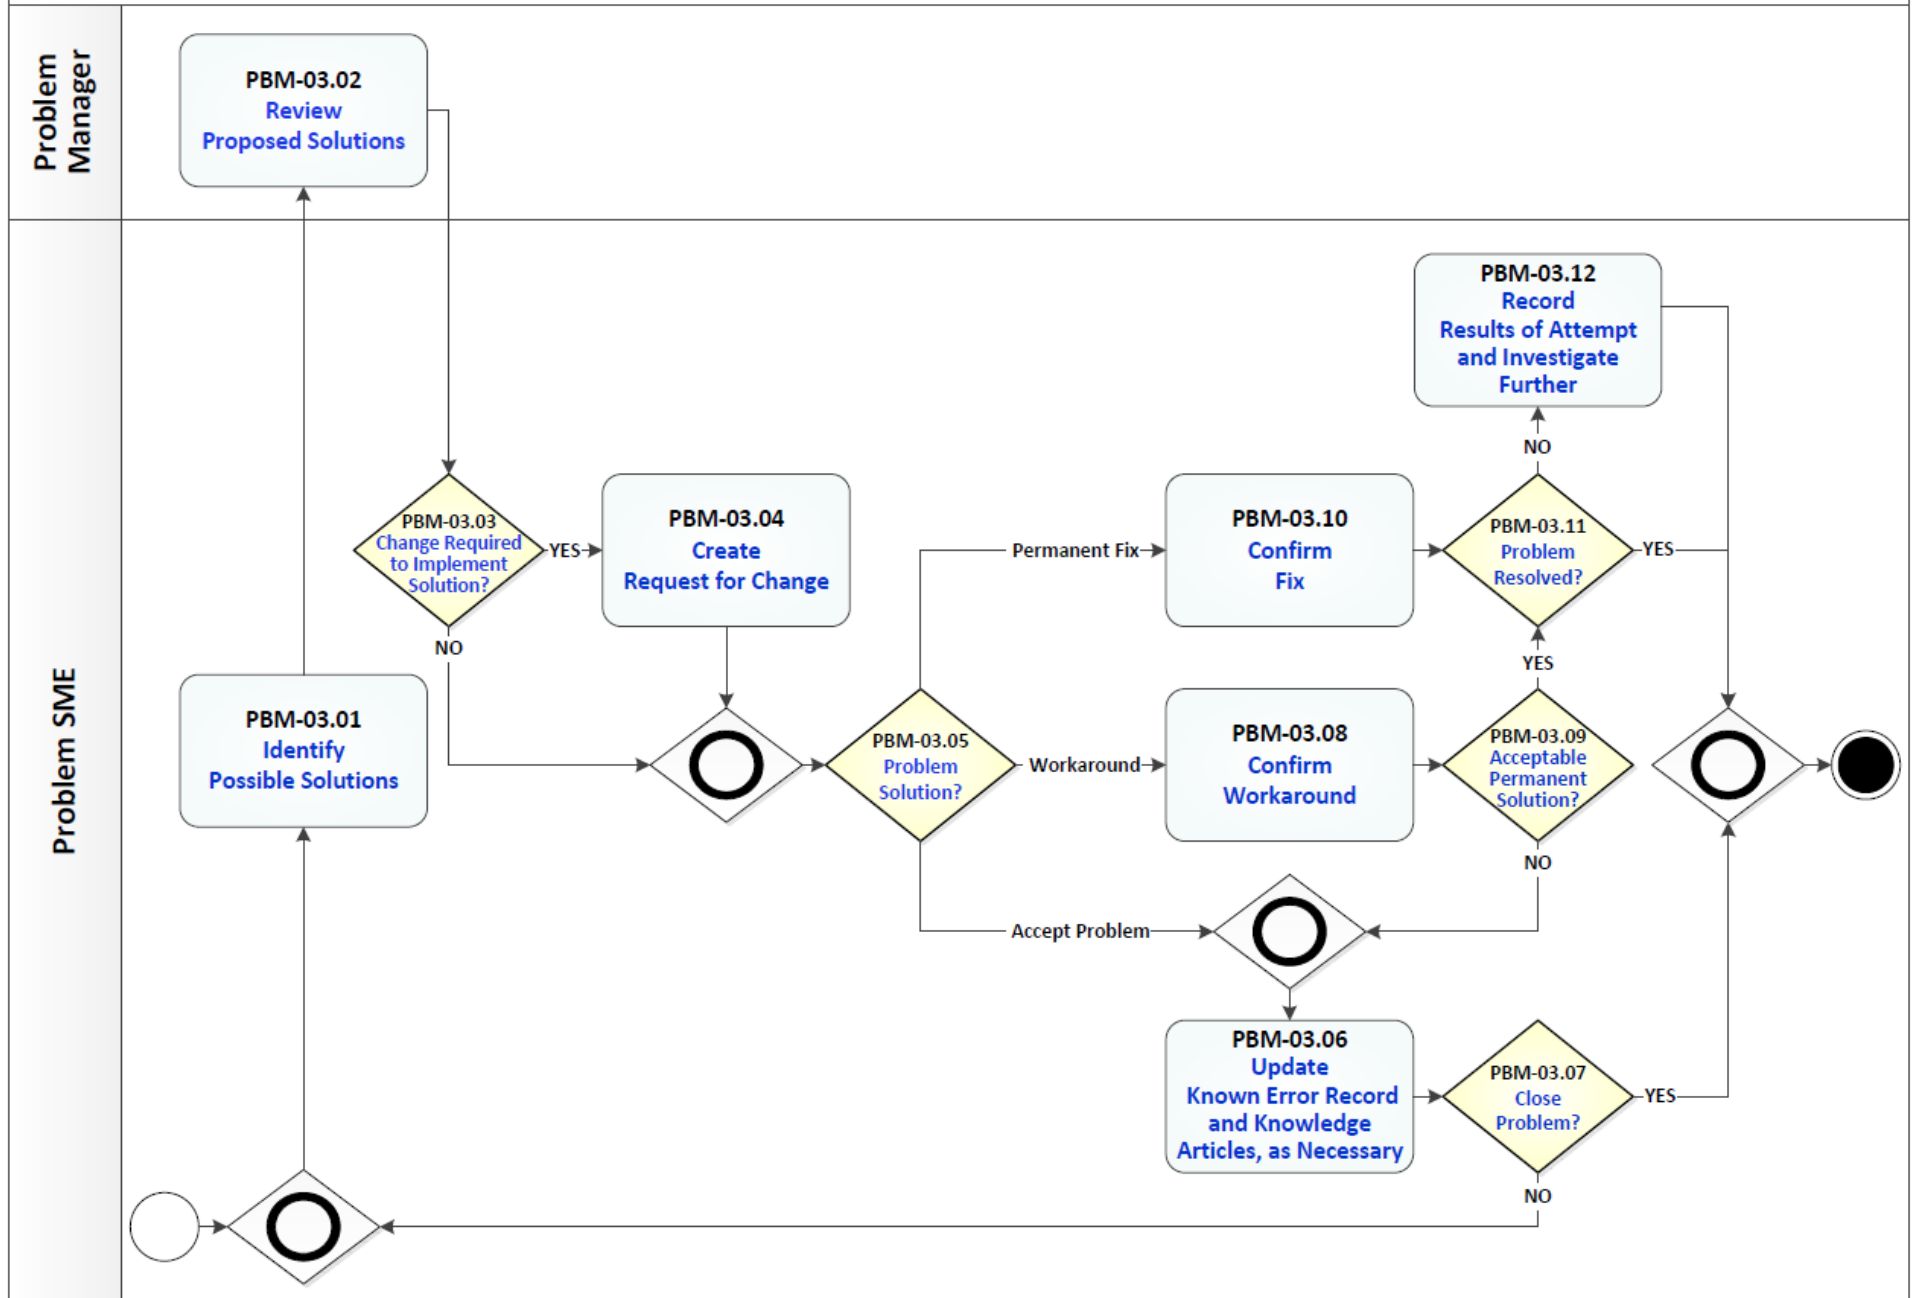 Problem
Manager
PBM-03.02
Review
Proposed Solutions
Problem SME
PBM-03.12
Record
Results of Attempt
and Investigate
Further
NO
PBM-03.03
Change Required
to Implement
Solution?
YES
NO
PBM-03.04
Create
Request for Change
Permanent Fix
PBM-03.10
Confirm
Fix
PBM-03.11
Problem
Resolved?
YES
YES
PBM-03.01
Identify
Possible Solutions
PBM-03.05
Problem
Solution?
Workaround
PBM-03.08
Confirm
Workaround
PBM-03.09
Acceptable
Permanent
Solution?
NO
Accept Problem
PBM-03.06
Update
Known Error Record
and Knowledge
Articles, as Necessary
PBM-03.07
Close
Problem?
YES
NO